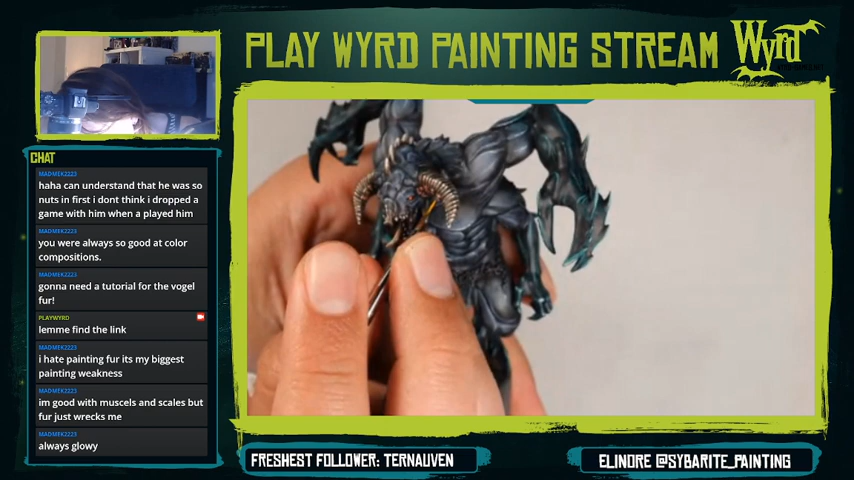 PLAY WYRD PAINTING STREAM
Wyrd
CHAT
MADMEK2223
haha can understand that he was so
nuts in first i dont think i dropped a
game with him when a played him
MADMEK2223
you were always so good at color
compositions.
MADMEK2223
gonna need a tutorial for the vogel
fur!
PLAYWYRD
lemme find the link
MADMEK2223
i hate painting fur its my biggest
painting weakness
MADMEK2223
im good with muscels and scales but
fur just wrecks me
MADMEK2223
always glowy
FRESHEST FOLLOWER: TERNAUVEN
ELINORE @SYBARITE_PAINTING